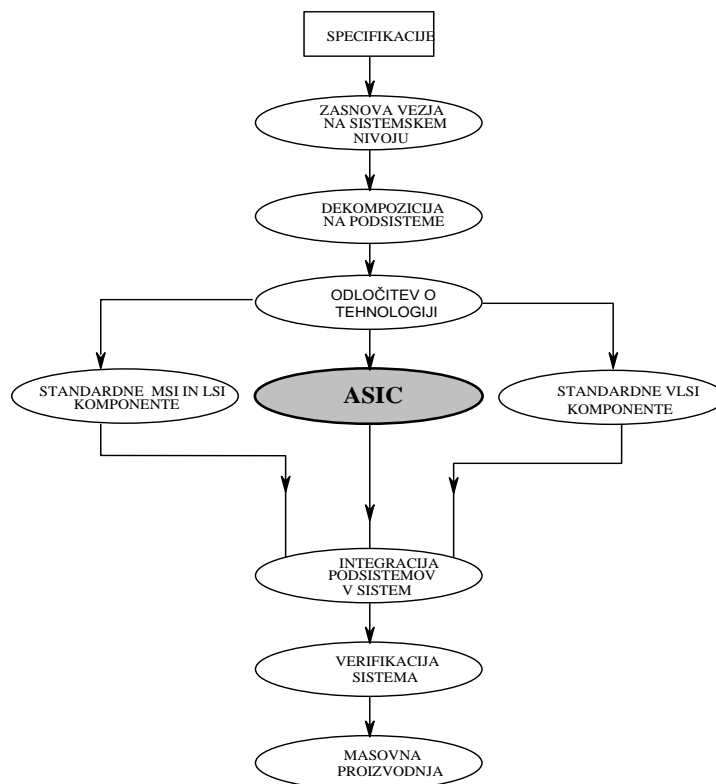 SPECIFIKACIJE
ZASNOVA VEZJA
NA SISTEMSKEM
NIVOJU
DEKOMPOZICIJA
NA PODSISTEME
ODLOČITEV O
TEHNOLOGIJI
STANDARDNE MSI IN LSI
KOMPONENTE
ASIC
STANDARDNE VLSI
KOMPONENTE
INTEGRACIJA
PODSISTEMOV
V SISTEM
VERIFIKACIJA
SISTEMA
MASOVNA
PROIZVODNJA